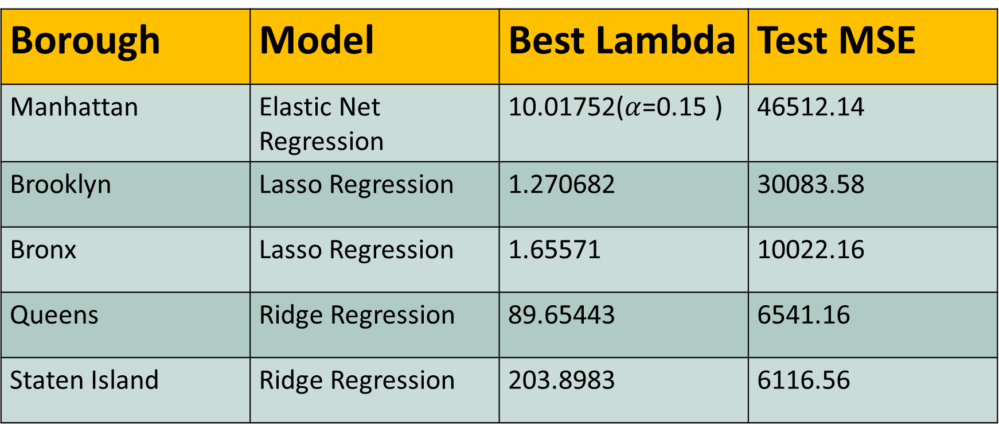 Borough Model Best Lambda Test MSE
Manhattan Elastic Net Regression 10.01752(𝛼=0.15 ) 46512.14
Brooklyn Lasso Regression 1.270682 30083.58
Bronx Lasso Regression 1.65571 10022.16
Queens Ridge Regression 89.65443 6541.16
Staten Island Ridge Regression 203.8983 6116.56